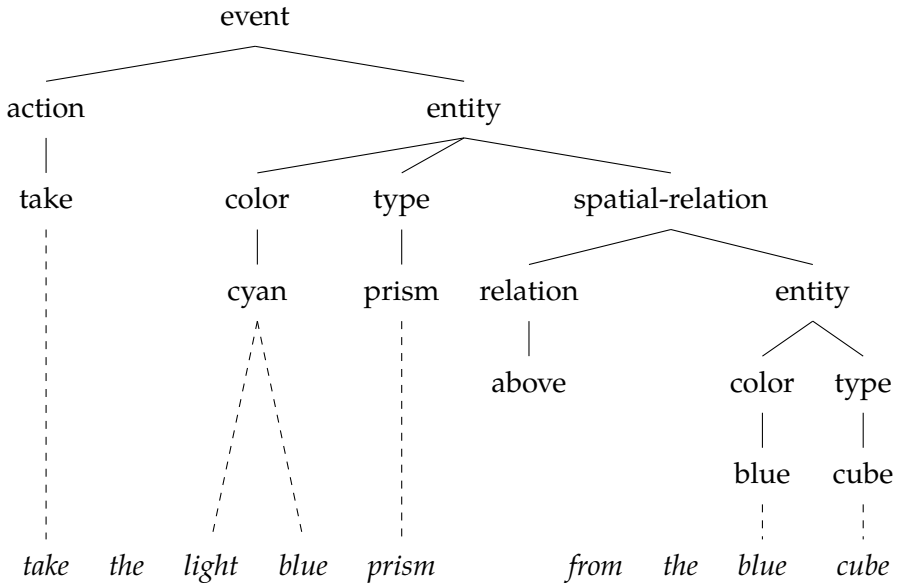 event
action entity
take color type spatial-relation
cyan prism relation entity
above color type
blue cube
take the light blue prism from the blue cube